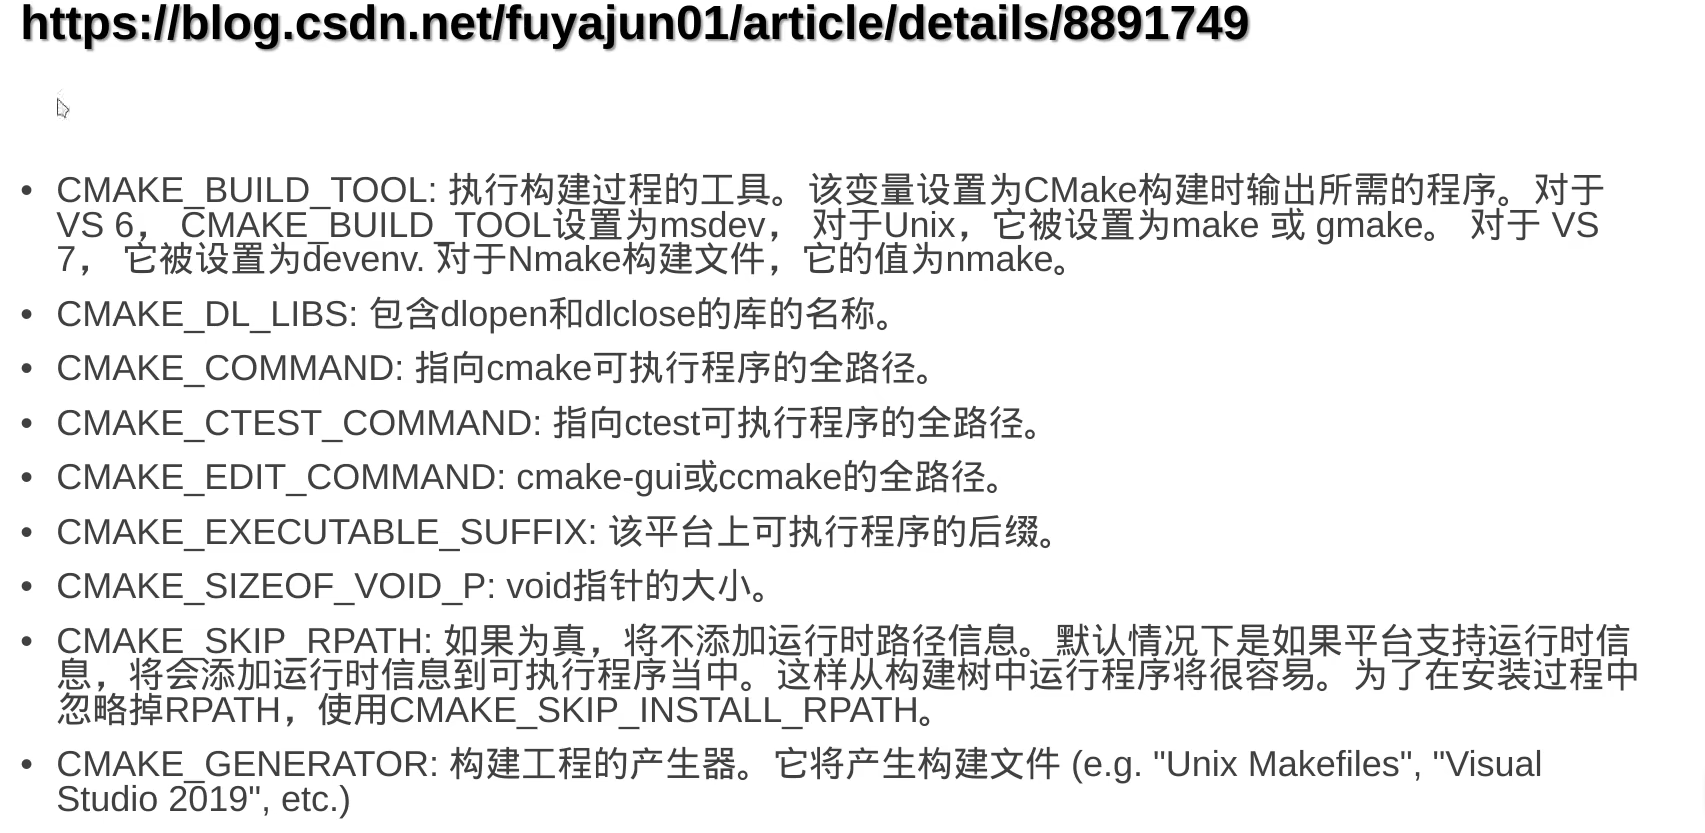 https://blog.csdn.net/fuyajun01/article/details/8891749
• CMAKE_BUILD_TOOL: 执行构建过程的工具。该变量设置为CMake构建时输出所需的程序。对于
VS 6， CMAKE_BUILD_TOOL设置为msdev， 对于Unix，它被设置为make 或 gmake。 对于 VS
7， 它被设置为devenv. 对于Nmake构建文件，它的值为nmake。
• CMAKE_DL_LIBS: 包含dlopen和dlclose的库的名称。
• CMAKE_COMMAND: 指向cmake可执行程序的全路径。
• CMAKE_CTEST_COMMAND: 指向ctest可执行程序的全路径。
• CMAKE_EDIT_COMMAND: cmake-gui或ccmake的全路径。
• CMAKE_EXECUTABLE_SUFFIX: 该平台上可执行程序的后缀。
• CMAKE_SIZEOF_VOID_P: void指针的大小。
• CMAKE_SKIP_RPATH: 如果为真，将不添加运行时路径信息。默认情况下是如果平台支持运行时信
息，将会添加运行时信息到可执行程序当中。这样从构建树中运行程序将很容易。为了在安装过程中
忽略掉RPATH，使用CMAKE_SKIP_INSTALL_RPATH。
• CMAKE_GENERATOR: 构建工程的产生器。它将产生构建文件 (e.g. "Unix Makefiles", "Visual
Studio 2019", etc.)